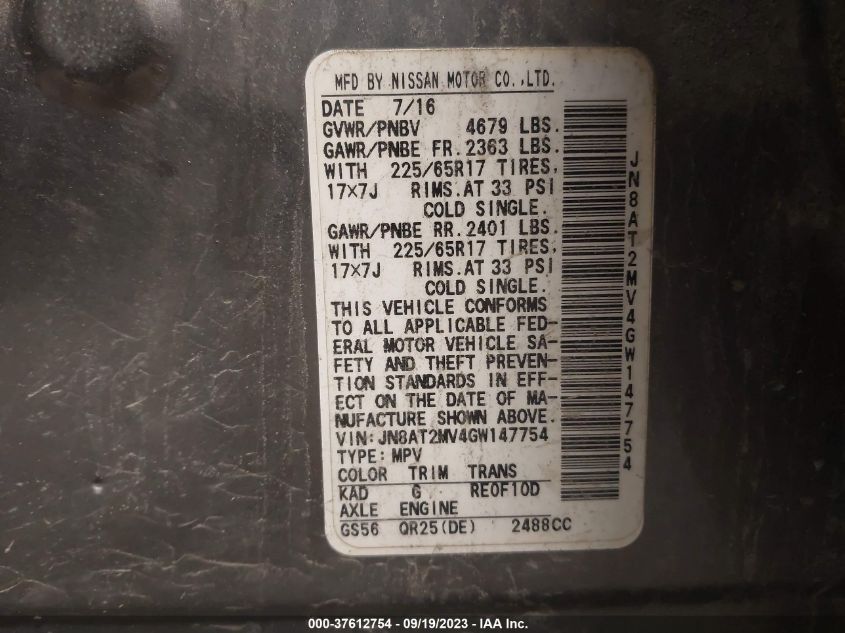 MFD BY NISSAN MOTOR CO.,LTD.
DATE 7/16
GVWR/PNBV 4679 LBS.
GAWR/PNBE FR.2363 LBS.
WITH 225/65R17 TIRES,
17×7J RIMS.AT 33 PSI
COLD SINGLE.
GAWR/PNBE RR.2401 LBS.
WITH 225/65R17 TIRES,
17×7J RIMS.AT 33 PSI
COLD SINGLE.
THIS VEHICLE CONFORMS
TO ALL APPLICABLE FED-
ERAL MOTOR VEHICLE SA-
FETY AND THEFT PREVEN-
TION STANDARDS IN EFF-
ECT ON THE DATE OF MA-
NUFACTURE SHOWN ABOVE.
VIN:JN8AT2MV4GW147754
TYPE:MPV
COLOR TRIM TRANS
KAD G RE0F10D
AXLE ENGINE
GS56 QR25(DE) 2488CC
JN8AT2MV4GW147754
000-37612754 - 09/19/2023 - IAA Inc.